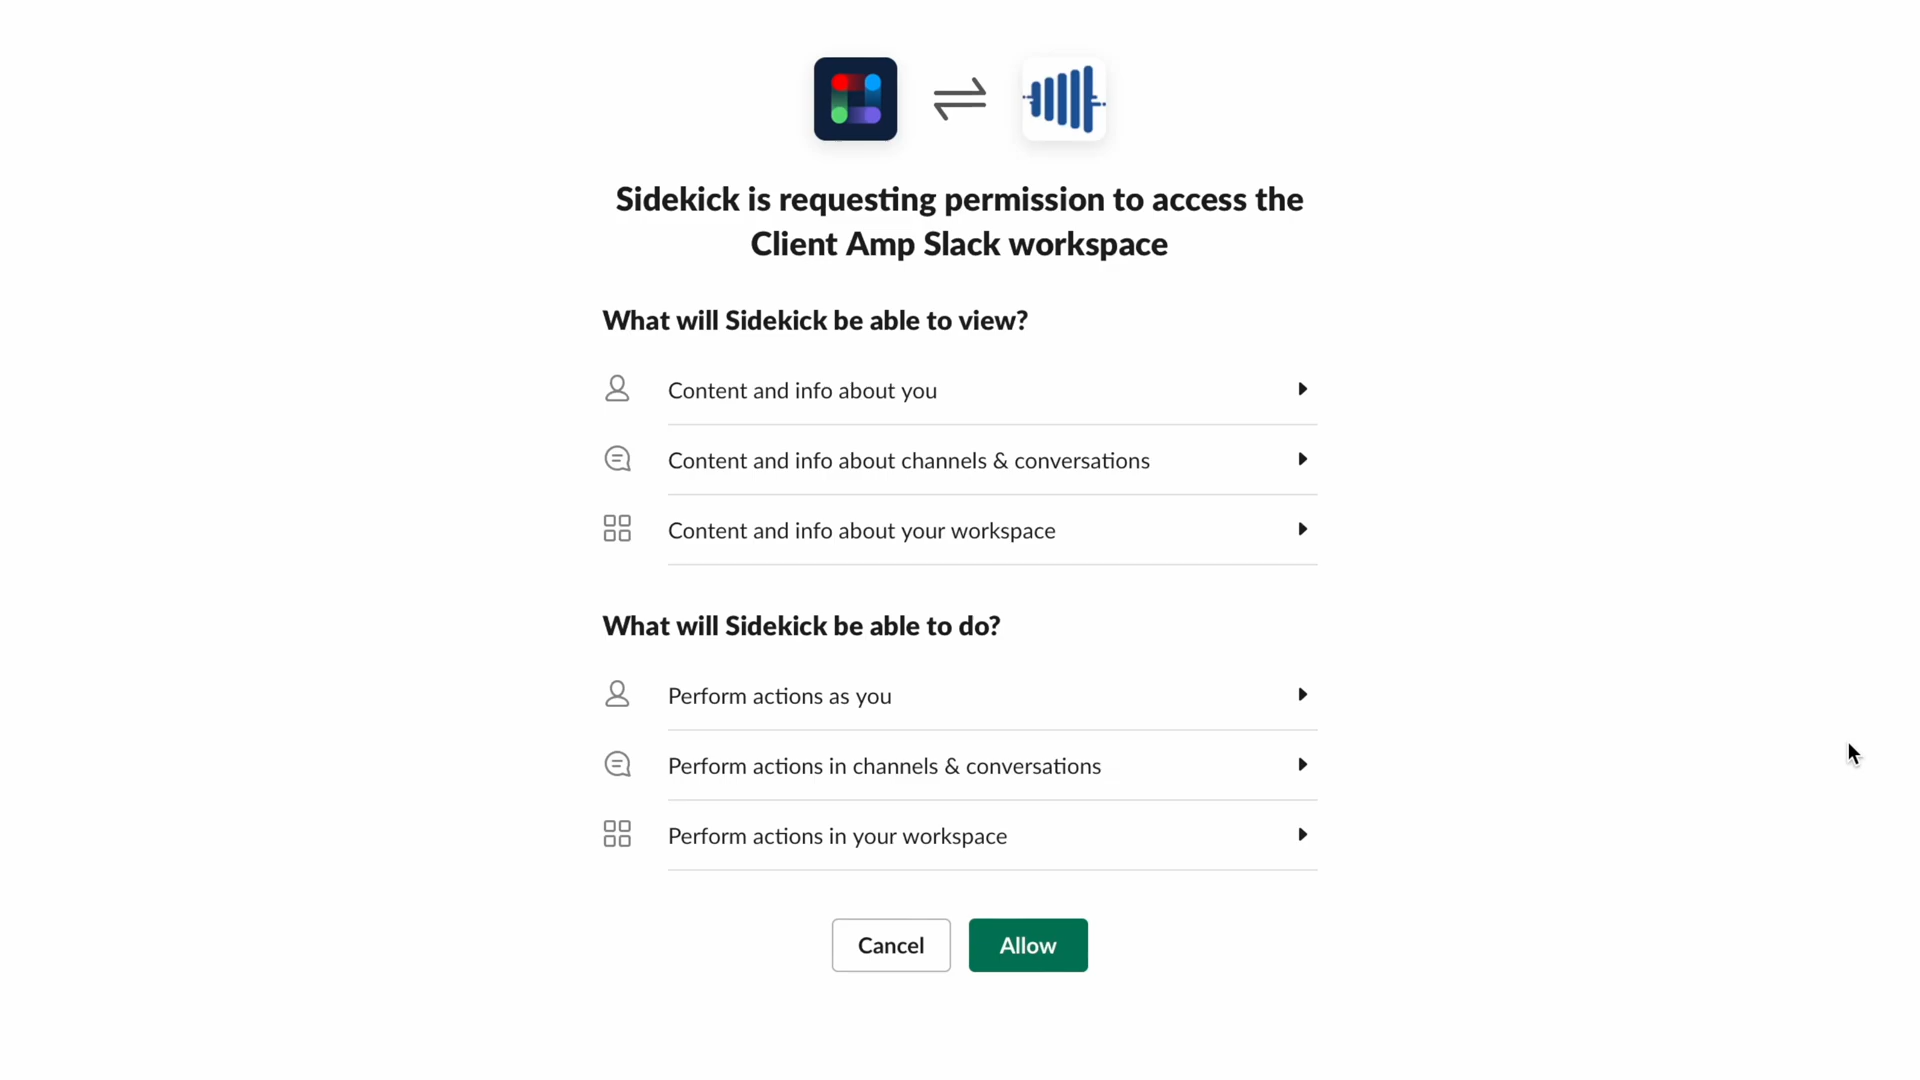 Sidekick is requesting permission to access the
Client Amp Slack workspace
What will Sidekick be able to view?
Content and info about you
Content and info about channels & conversations
Content and info about your workspace
What will Sidekick be able to do?
Perform actions as you
Perform actions in channels & conversations
Perform actions in your workspace
Cancel
Allow